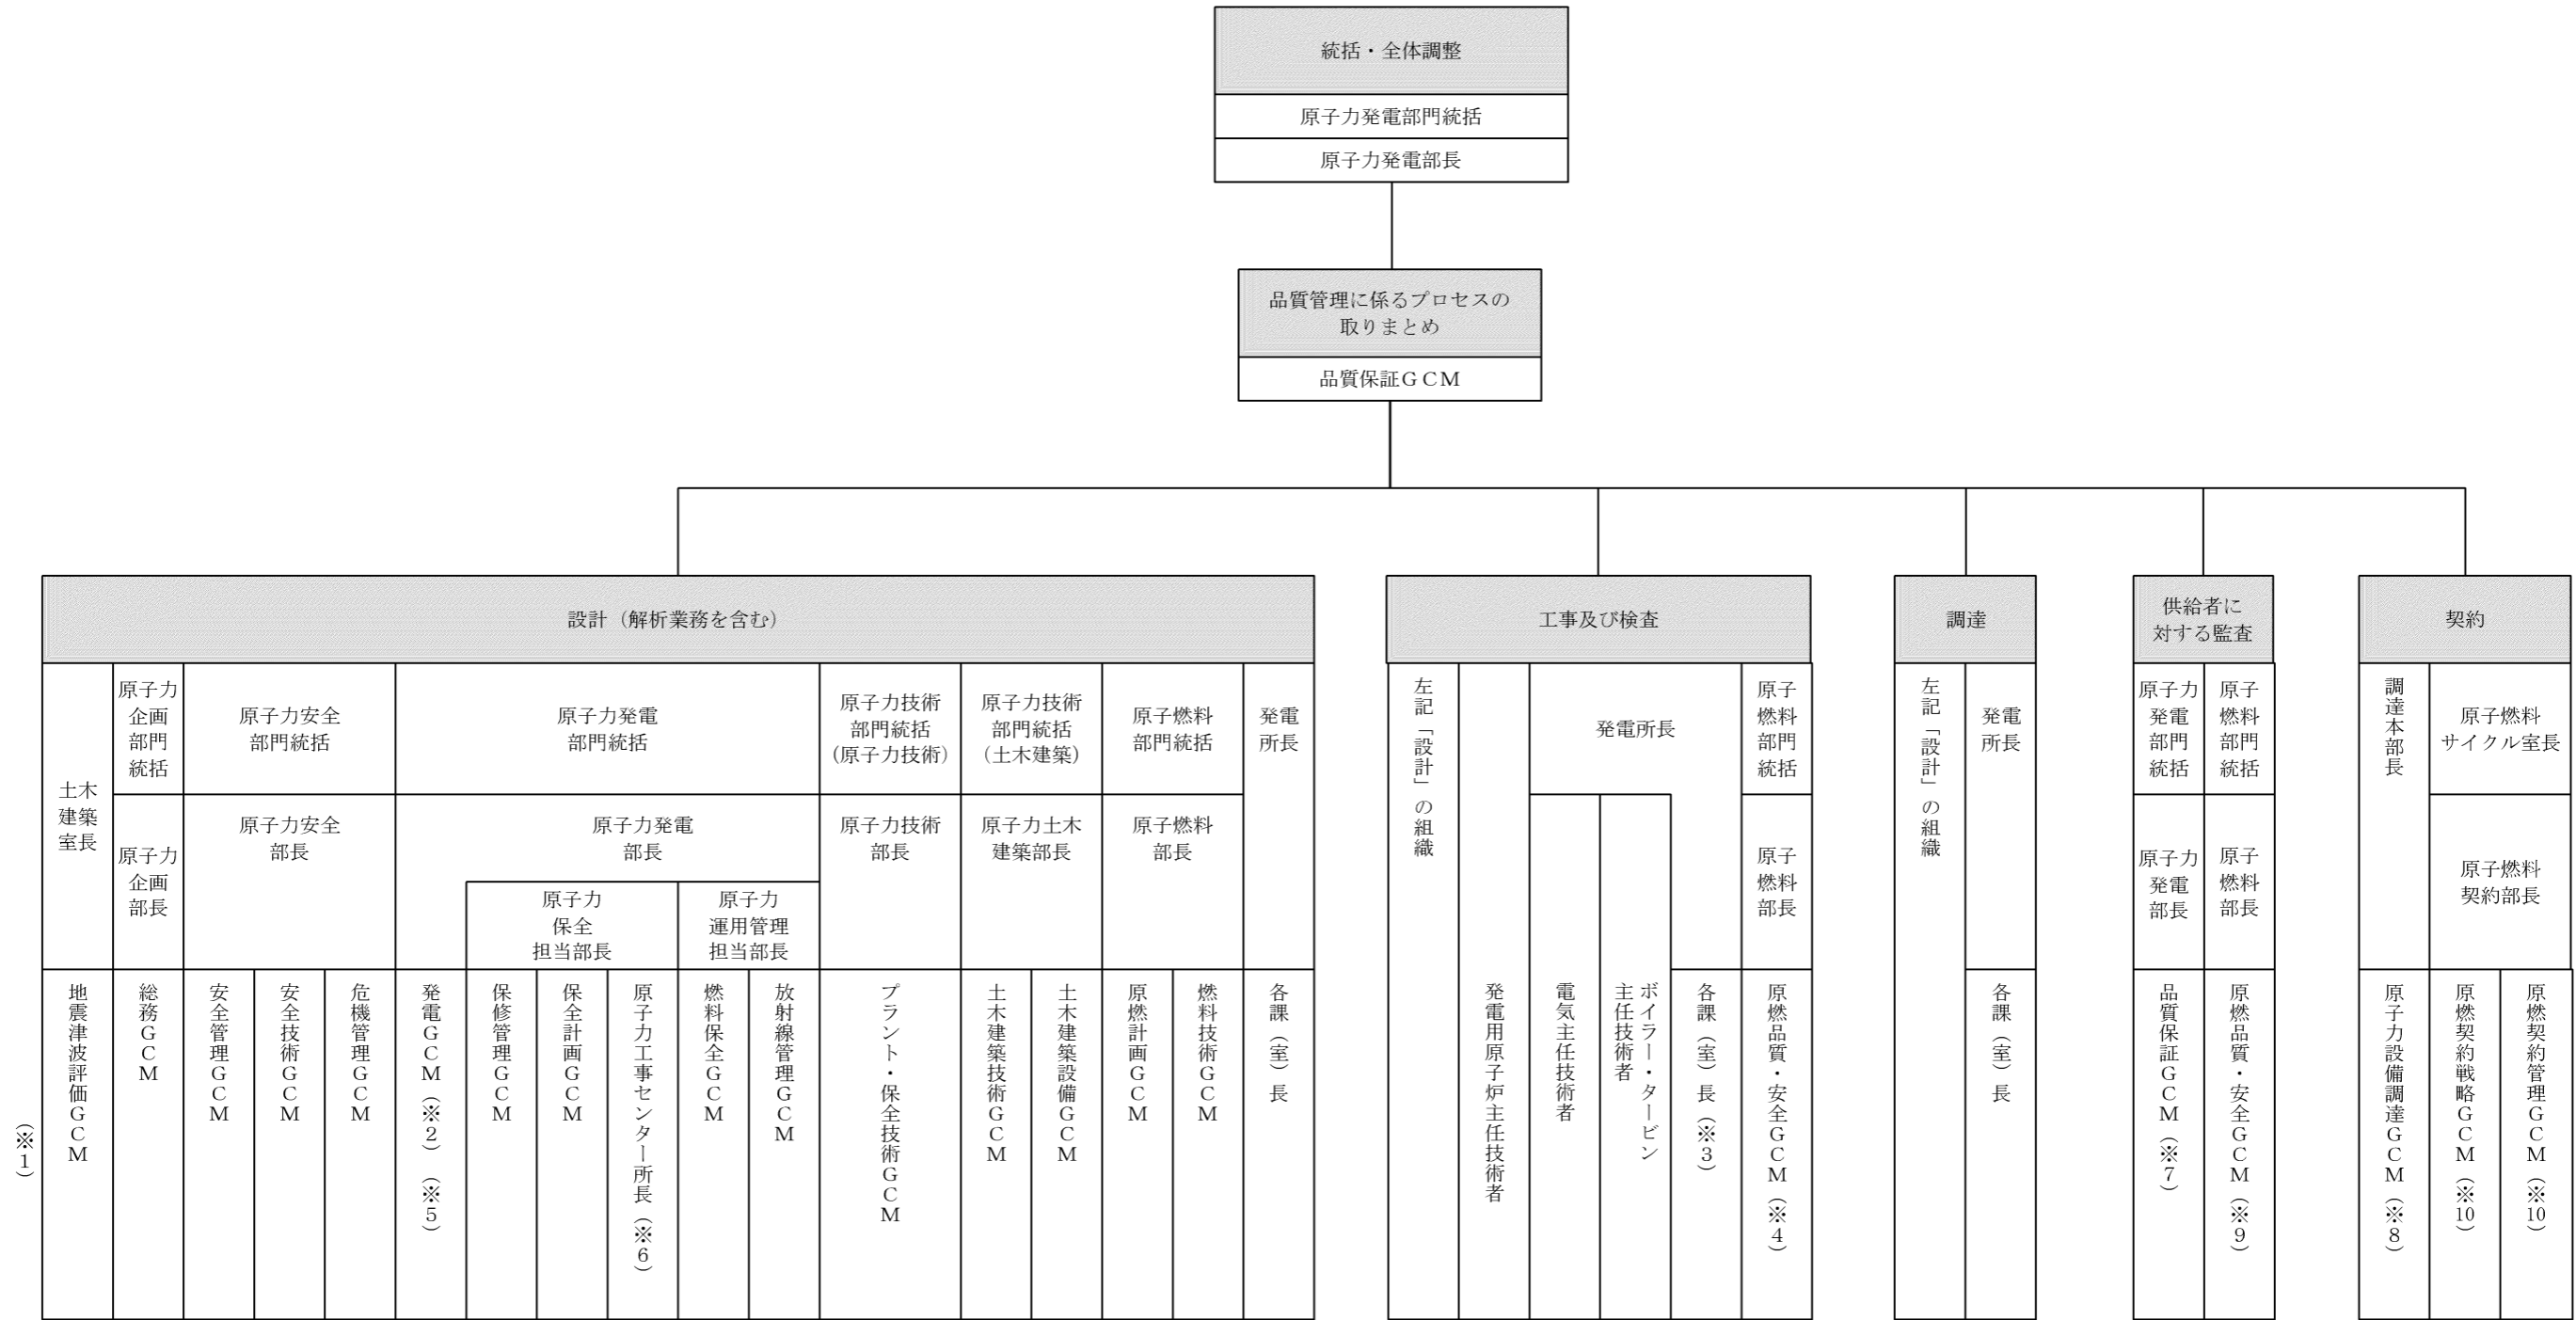 統括・全体調整
原子力発電部門統括
原子力発電部長
品質管理に係るプロセスの
取りまとめ
品質保証GCM
設計（解析業務を含む）
土木
建築
室長
原子力
企画
部門
統括
原子力安全
部門統括
原子力発電
部門統括
原子力技術
部門統括
（原子力技術）
原子力技術
部門統括
（土木建築）
原子燃料
部門統括
発電
所長
原子力
企画
部長
原子力安全
部長
原子力発電
部長
原子力
保全
担当部長
原子力
運用管理
担当部長
原子力技術
部長
原子力土木
建築部長
原子燃料
部長
（※1）
地震津波評価GCM
総務GCM
安全管理GCM
安全技術GCM
危機管理GCM
発電GCM（※2）（※5）
保修管理GCM
保全計画GCM
原子力工事センター所長（※6）
燃料保全GCM
放射線管理GCM
プラント・保全技術GCM
土木建築技術GCM
土木建築設備GCM
原燃計画GCM
燃料技術GCM
各課（室）長
工事及び検査
左記「設計」の組織
発電用原子炉主任技術者
発電所長
電気主任技術者
ボイラー・タービン
主任技術者
各課（室）長（※3）
原子
燃料
部門
統括
原子
燃料
部長
原燃品質・安全GCM（※4）
調達
左記「設計」の組織
発電
所長
各課（室）長
供給者に
対する監査
原子力
発電
部門
統括
原子
燃料
部門
統括
原子力
発電
部長
原子
燃料
部長
品質保証GCM（※7）
原燃品質・安全GCM（※9）
契約
調達本部長
原子燃料
サイクル室長
原子燃料
契約部長
原子力設備調達GCM（※8）
原燃契約戦略GCM（※10）
原燃契約管理GCM（※10）